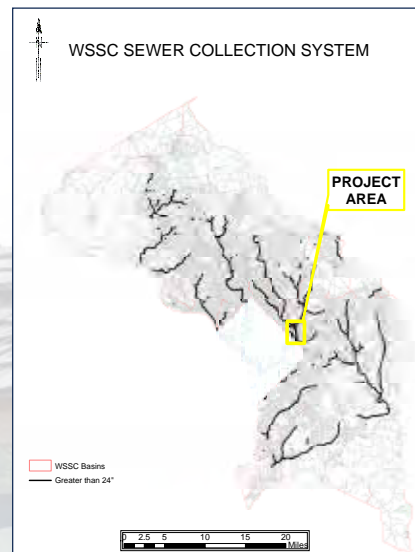 WSSC SEWER COLLECTION SYSTEM
PROJECT
AREA
WSSC Basins
Greater than 24"
0 2.5 5 10 15 20
Miles